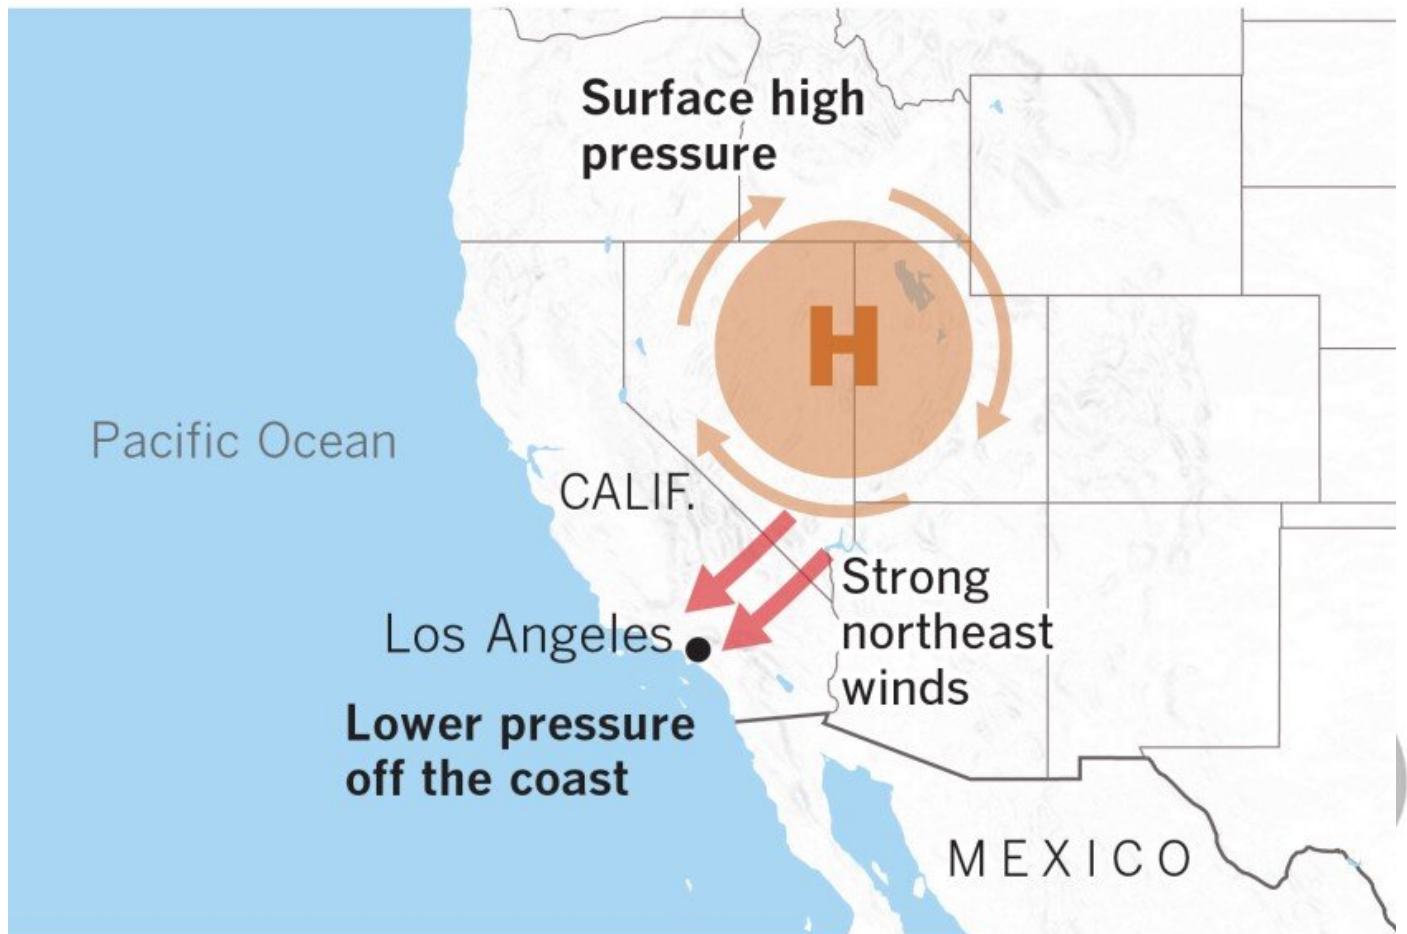 Surface high
pressure
H
Pacific Ocean
CALIF.
Strong
northeast
winds
Los Angeles
Lower pressure
off the coast
MEXICO